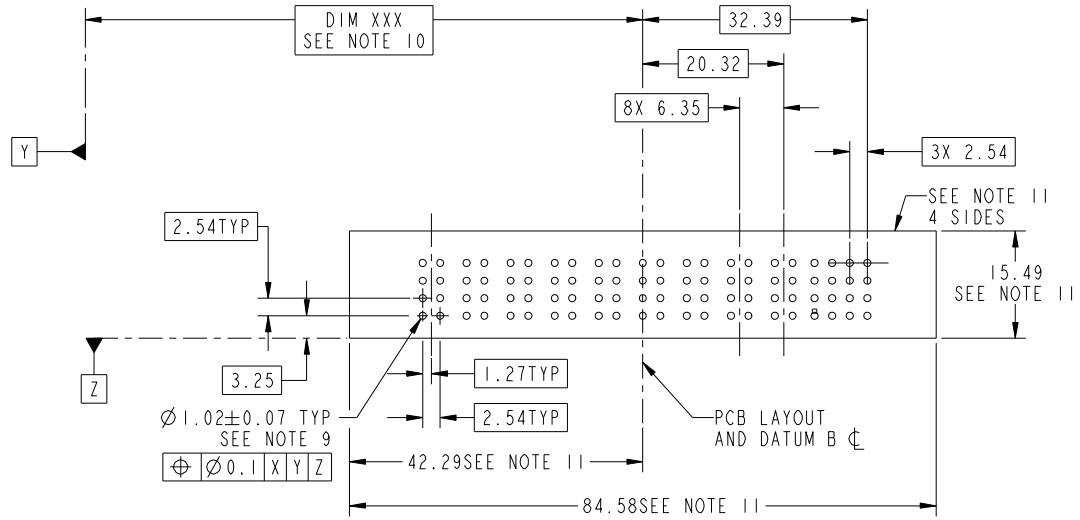 DIM XXX
SEE NOTE 10
32.39
20.32
8X 6.35
Y
3X 2.54
SEE NOTE 11
4 SIDES
2.54TYP
15.49
SEE NOTE 11
3.25
1.27TYP
Z
Ø1.02±0.07 TYP
SEE NOTE 9
2.54TYP
PCB LAYOUT
AND DATUM B ℄
⌖ Ø0.1 X Y Z
42.29SEE NOTE 11
84.58SEE NOTE 11